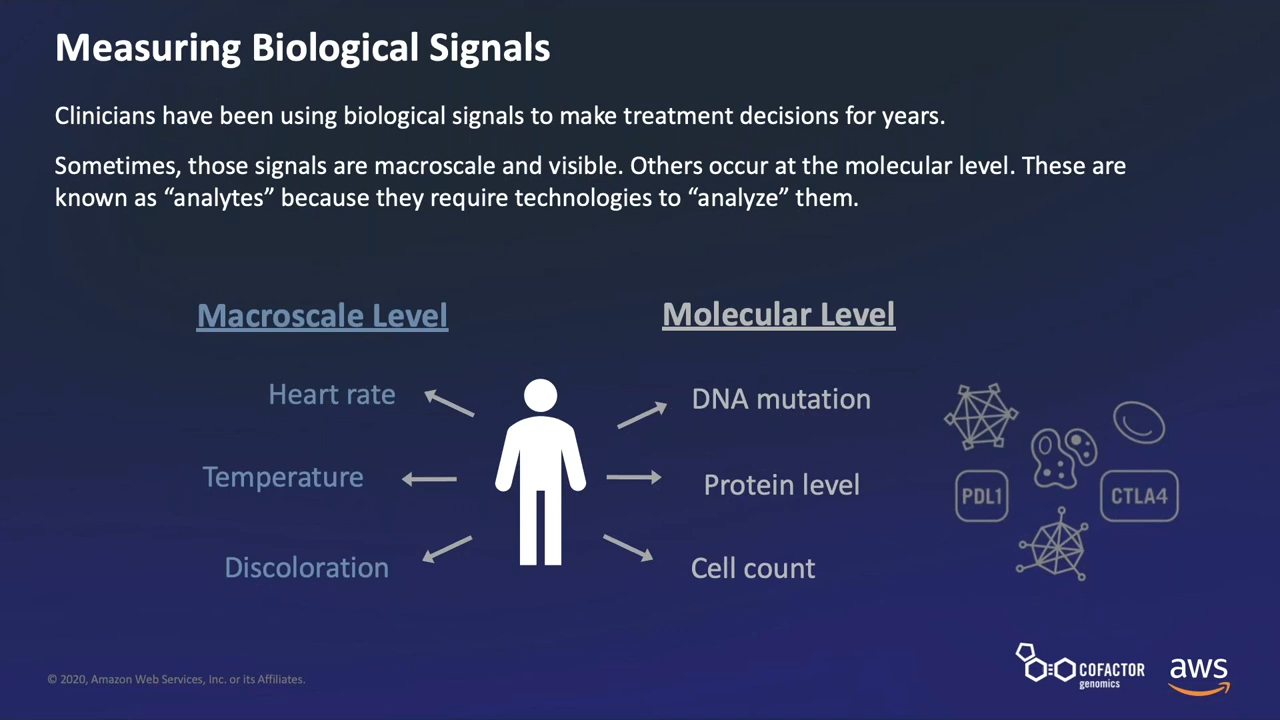 Measuring Biological Signals
Clinicians have been using biological signals to make treatment decisions for years.
Sometimes, those signals are macroscale and visible. Others occur at the molecular level. These are
known as “analytes” because they require technologies to “analyze” them.
Macroscale Level
Heart rate
Temperature
Discoloration
Molecular Level
DNA mutation
Protein level
Cell count
PDL1
CTLA4
© 2020, Amazon Web Services, Inc. or its Affiliates.
COFACTOR
genomics
aws